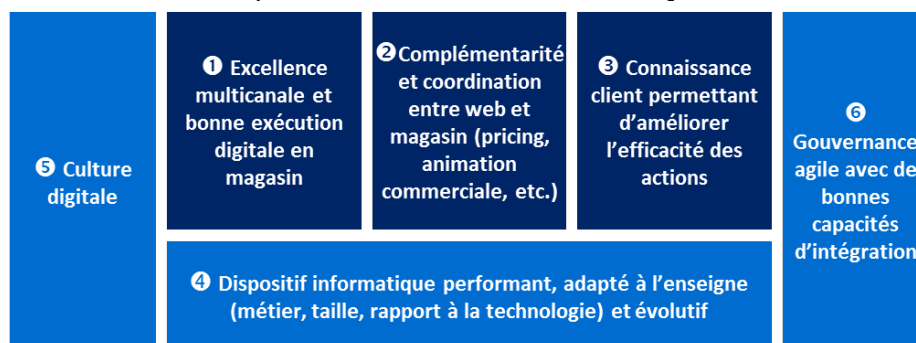 ❶ Excellence
multicanale et
bonne exécution
digitale en
magasin
❷Complémentarité
et coordination
entre web et
magasin (pricing,
animation
commerciale, etc.)
❸ Connaissance
client permettant
d’améliorer
l’efficacité des
actions
❹ Dispositif informatique performant, adapté à l’enseigne
(métier, taille, rapport à la technologie) et évolutif
❺ Culture
digitale
❻
Gouvernance
agile avec de
bonnes
capacités
d’intégration